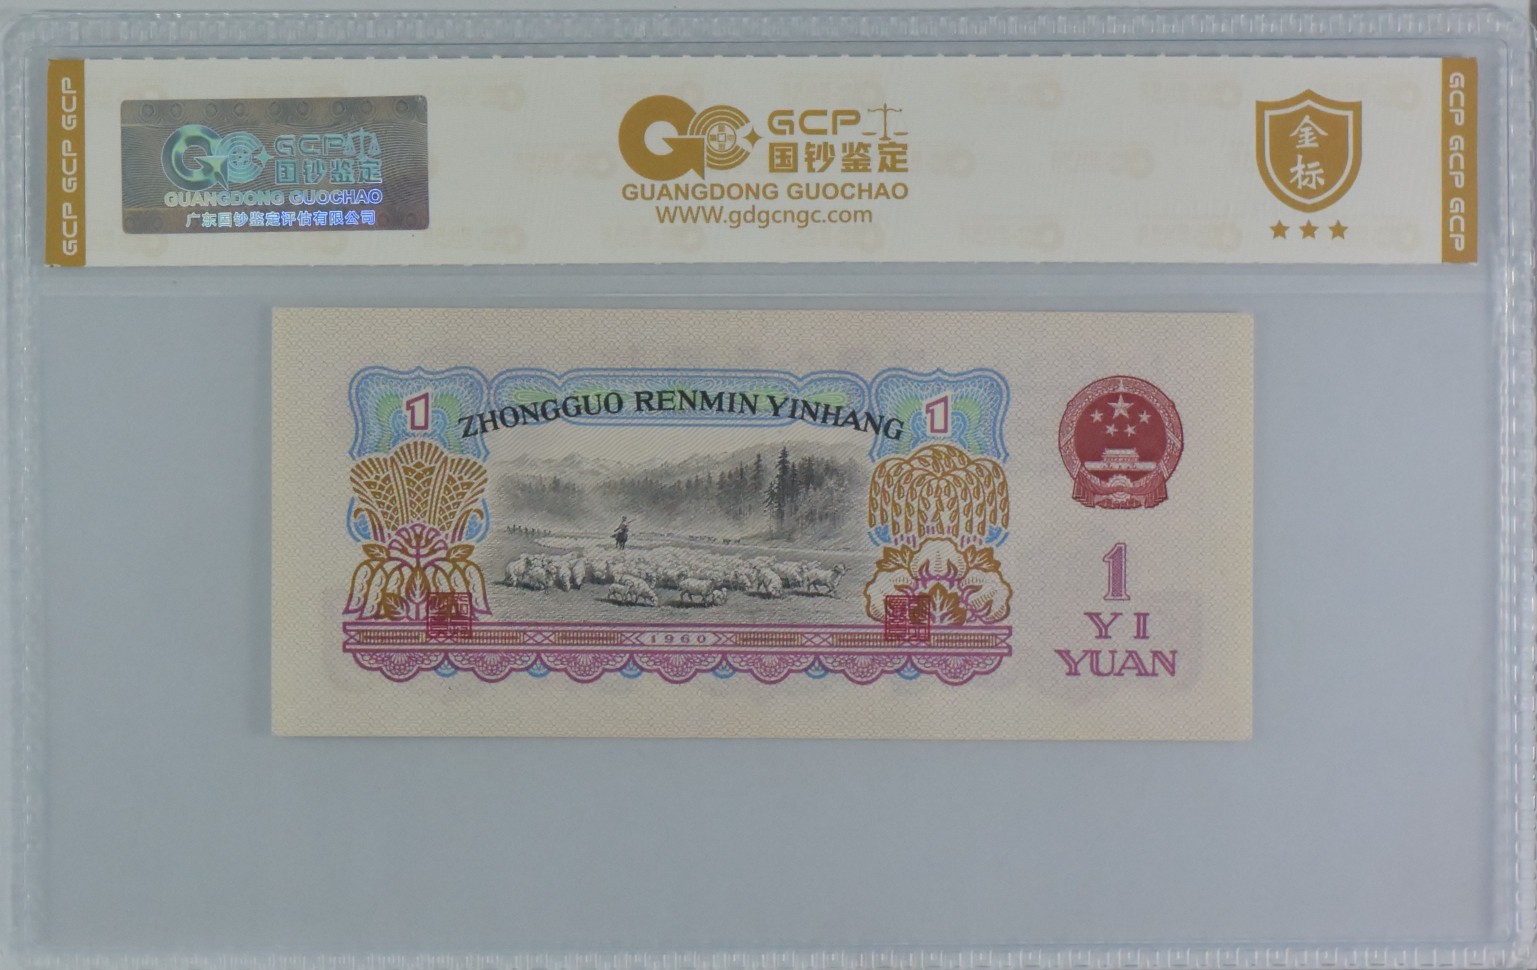 GCP GCP GCP
GCP
国钞鉴定
GUANGDONG GUOCHAO
广东国钞鉴定评估有限公司
GCP
国钞鉴定
GUANGDONG GUOCHAO
WWW.gdgcngc.com
金
标
GCP GCP GCP
1
ZHONGGUO RENMIN YINHANG
1
1960
1
YI
YUAN